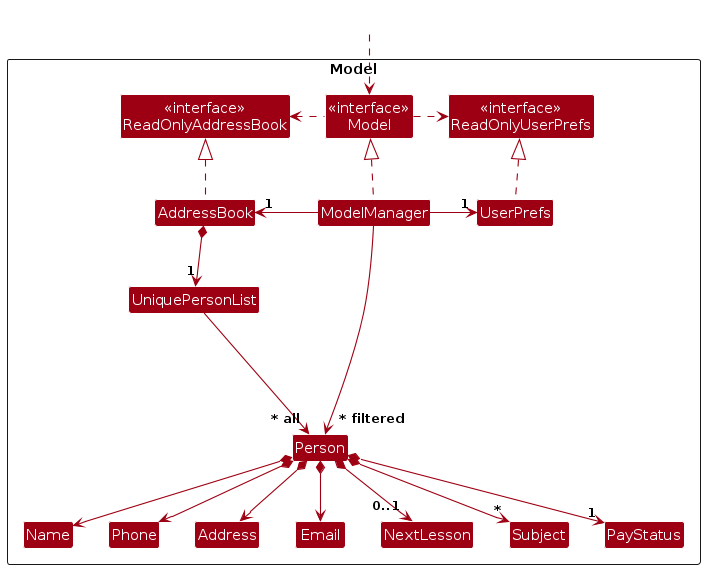 Model
«interface»
ReadOnlyAddressBook
«interface»
Model
«interface»
ReadOnlyUserPrefs
AddressBook
1
ModelManager
1
UserPrefs
1
UniquePersonList
* all
* filtered
Person
0..1
*
1
Name
Phone
Address
Email
NextLesson
Subject
PayStatus